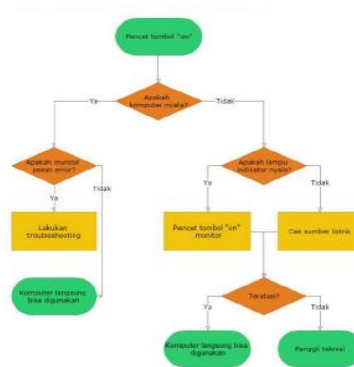 Pencet tombol "on"
Apakah
komputer nyala?
Ya
Tidak
Apakah muncul
pesan error?
Apakah lampu
indikator nyala?
Ya
Tidak
Ya
Tidak
Lakukan
troubleshooting
Pencet tombol "on"
monitor
Cek sumber listrik
Komputer langsung
bisa digunakan
Teratasi?
Ya
Tidak
Komputer langsung bisa
digunakan
Panggil teknisi